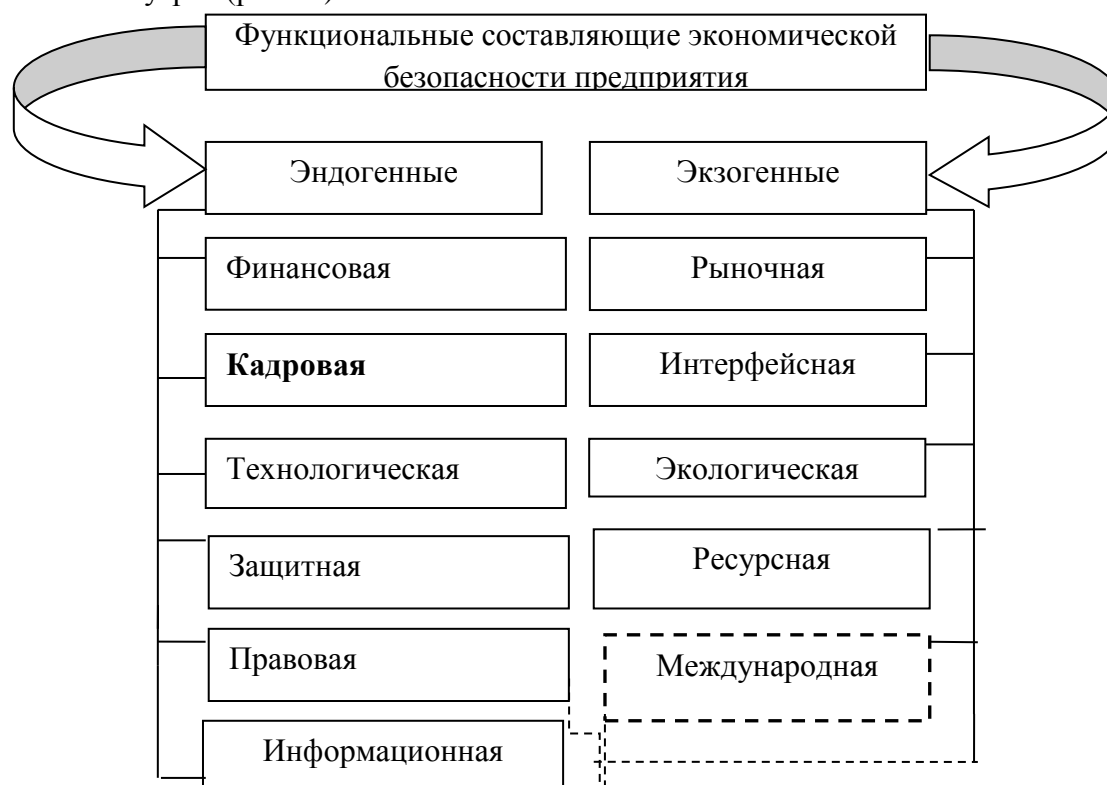 Функциональные составляющие экономической
безопасности предприятия
Эндогенные
Экзогенные
Финансовая
Рыночная
Кадровая
Интерфейсная
Технологическая
Экологическая
Защитная
Ресурсная
Правовая
Международная
Информационная